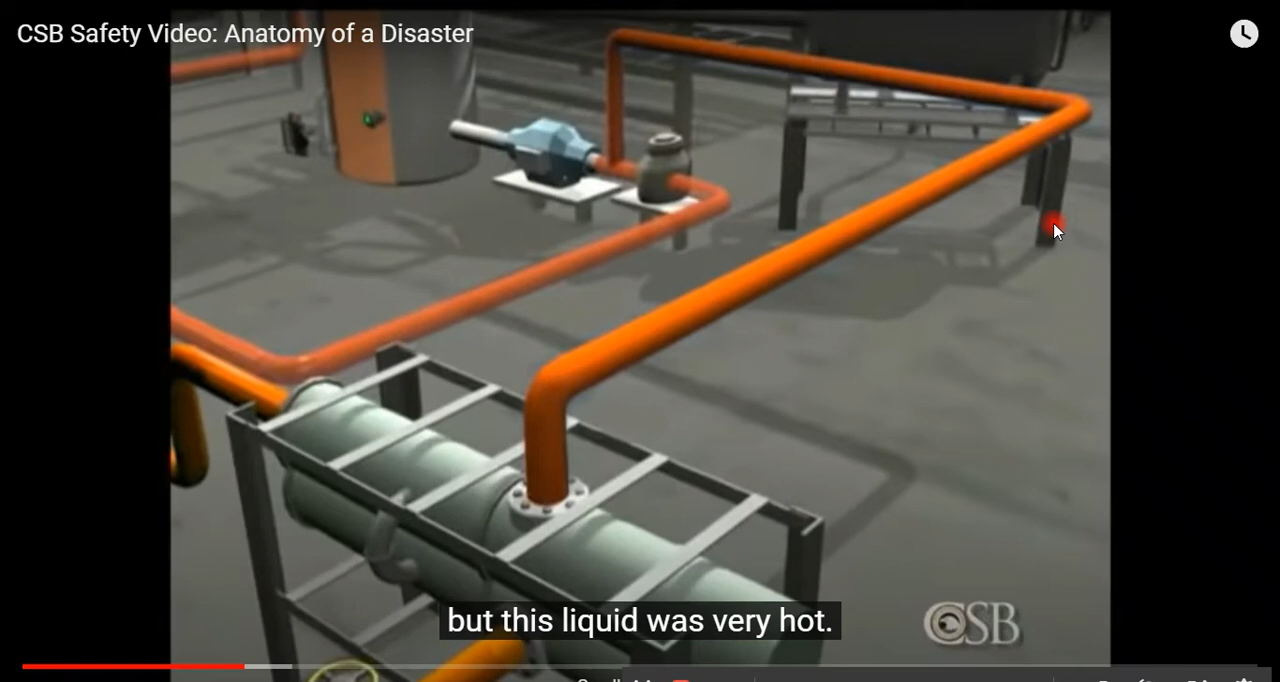 CSB Safety Video: Anatomy of a Disaster
but this liquid was very hot.
CSB